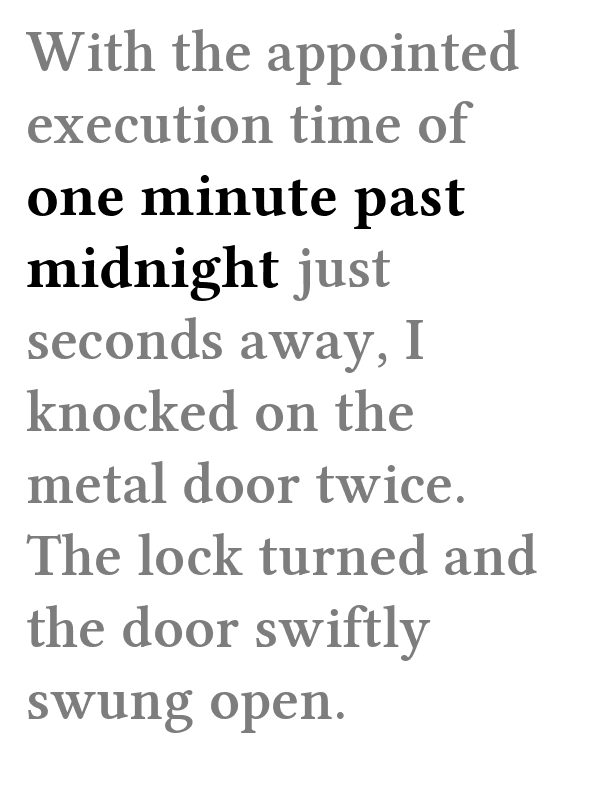 With the appointed
execution time of
one minute past
midnight just
seconds away, I
knocked on the
metal door twice.
The lock turned and
the door swiftly
swung open.